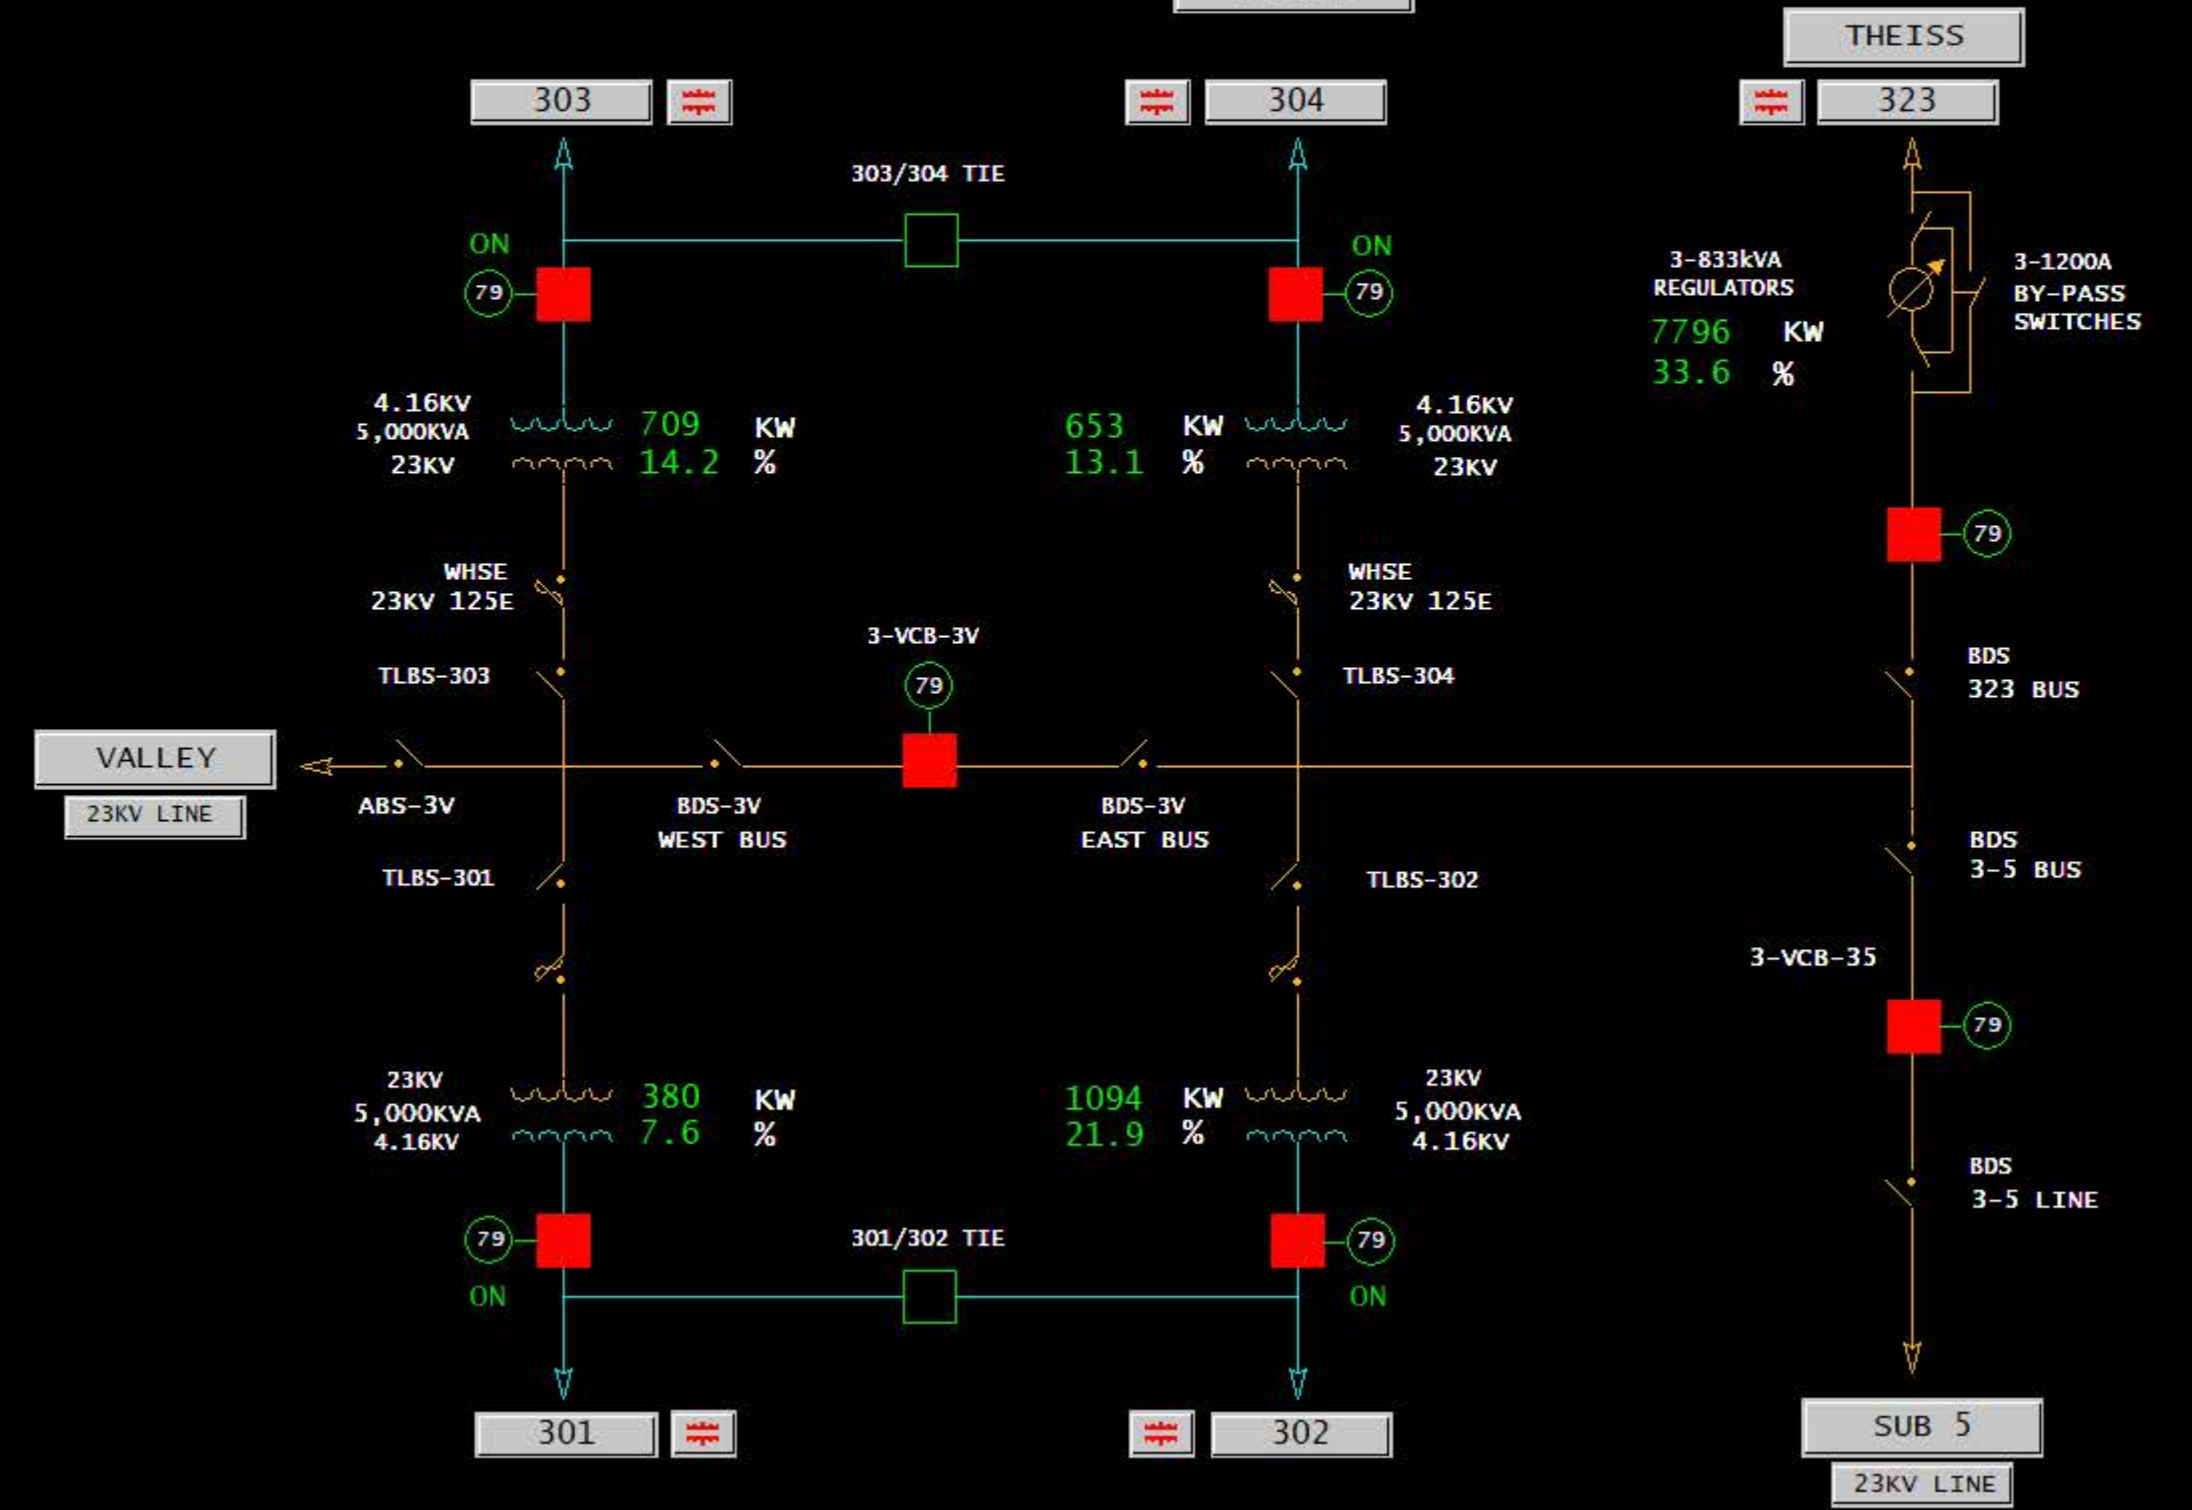 THEISS
303
304
323
303/304 TIE
ON
ON
79
79
3-833kVA
REGULATORS
7796 KW
33.6 %
3-1200A
BY-PASS
SWITCHES
4.16KV
5,000KVA
23KV
709 KW
14.2 %
653 KW
13.1 %
4.16KV
5,000KVA
23KV
79
WHSE
23KV 125E
WHSE
23KV 125E
3-VCB-3V
79
TLBS-303
TLBS-304
BDS
323 BUS
VALLEY
23KV LINE
ABS-3V
BDS-3V
WEST BUS
BDS-3V
EAST BUS
BDS
3-5 BUS
TLBS-301
TLBS-302
3-VCB-35
79
23KV
5,000KVA
4.16KV
380 KW
7.6 %
1094 KW
21.9 %
23KV
5,000KVA
4.16KV
BDS
3-5 LINE
79
ON
301/302 TIE
79
ON
301
302
SUB 5
23KV LINE